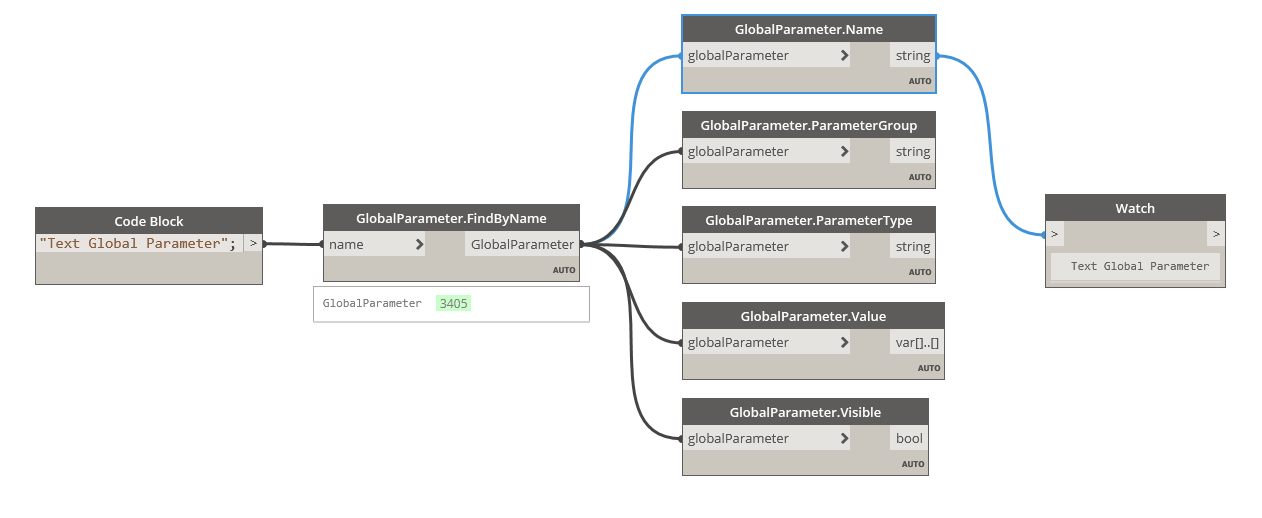 GlobalParameter.Name
globalParameter > string
AUTO
GlobalParameter.ParameterGroup
globalParameter > string
AUTO
Code Block
"Text Global Parameter"; >
GlobalParameter.FindByName
name > GlobalParameter
AUTO
GlobalParameter 3405
GlobalParameter.ParameterType
globalParameter > string
AUTO
GlobalParameter.Value
globalParameter > var[]..[]
AUTO
GlobalParameter.Visible
globalParameter > bool
AUTO
Watch
> >
Text Global Parameter